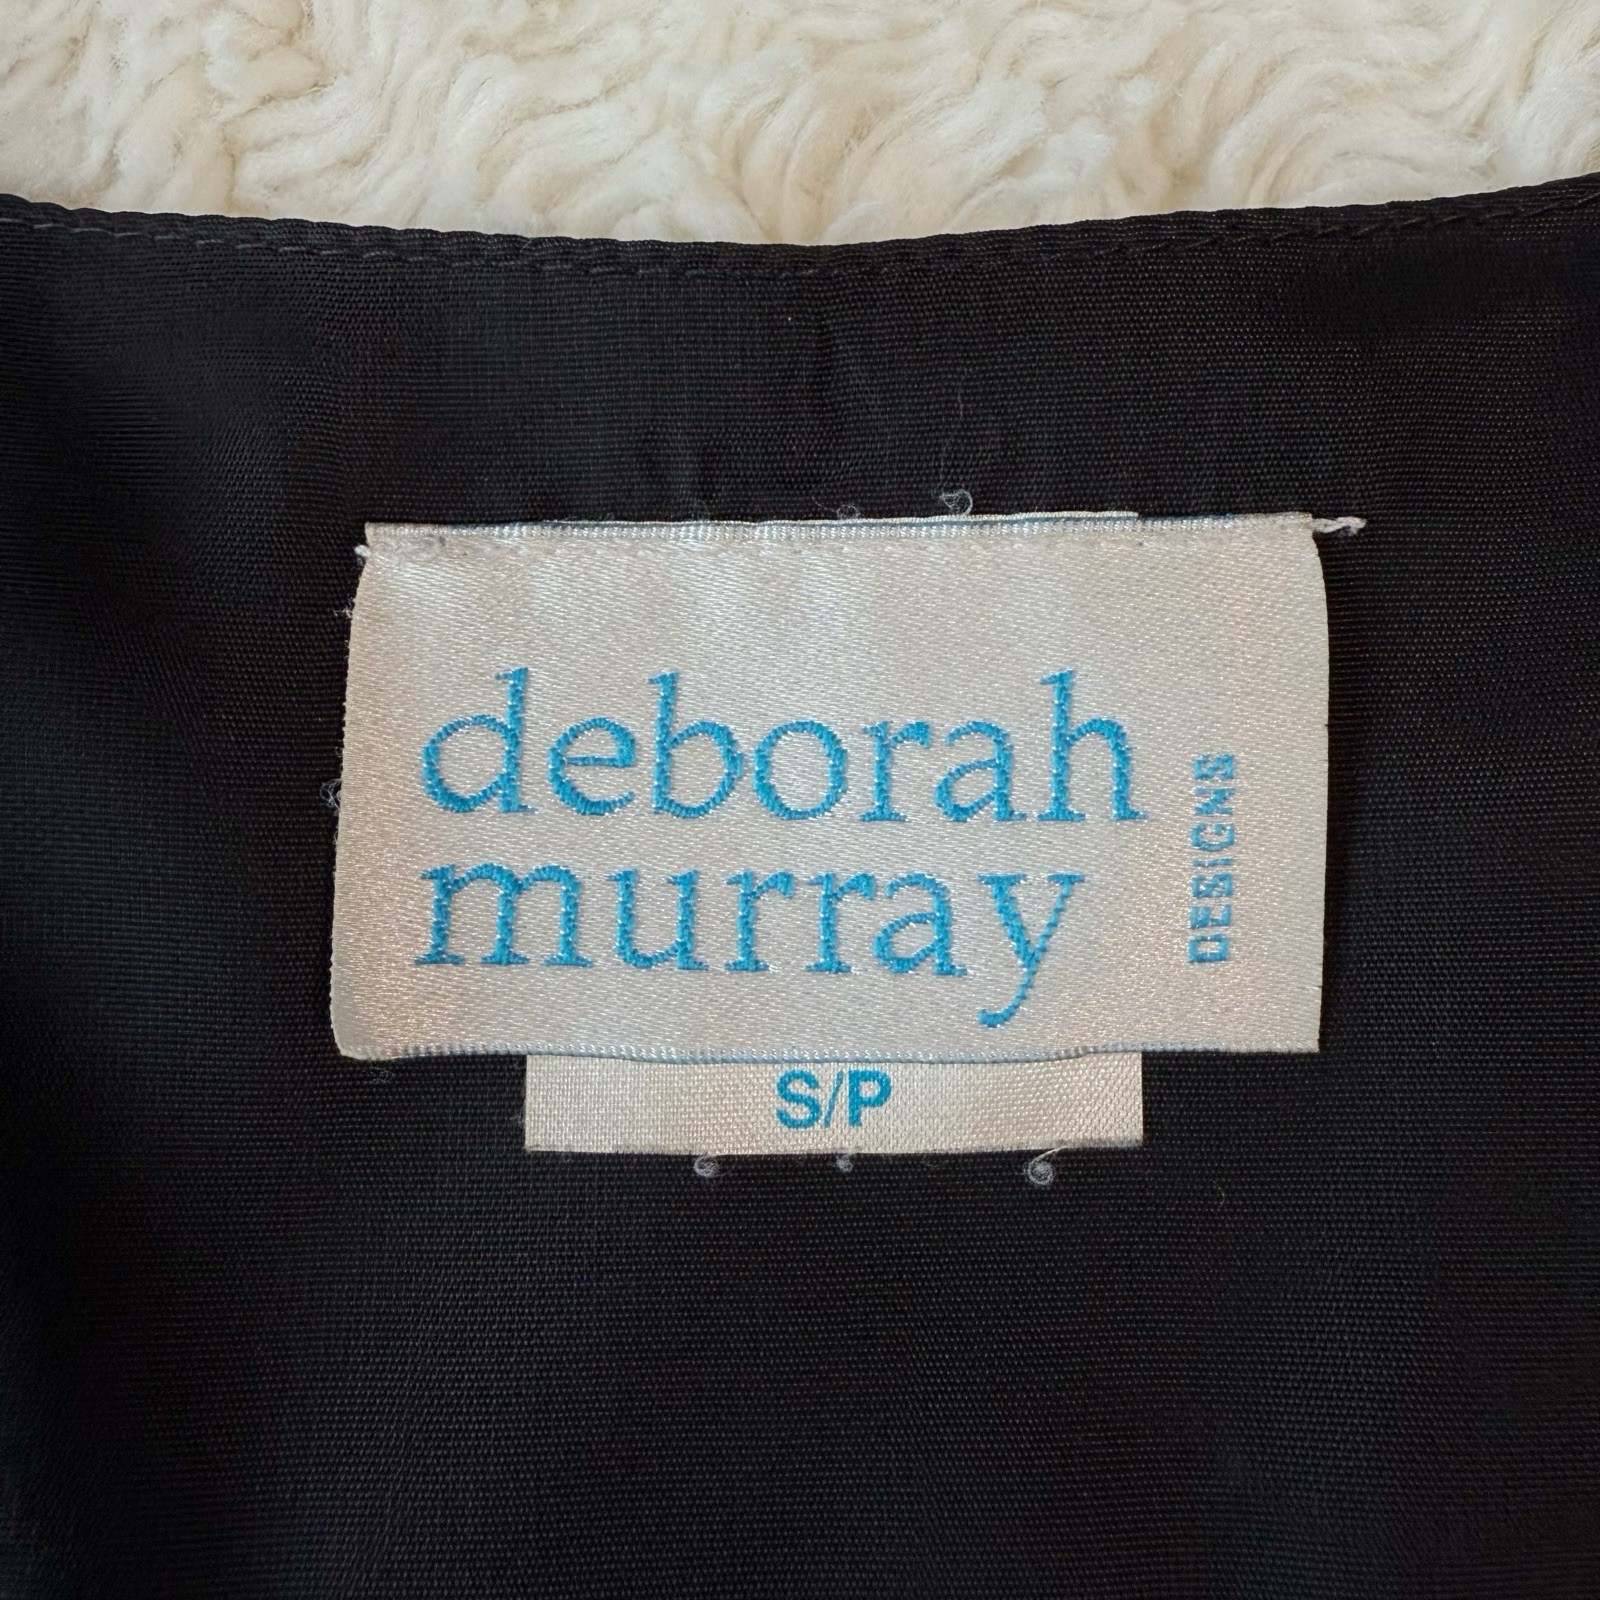 deborah
murray
DESIGNS
S/P